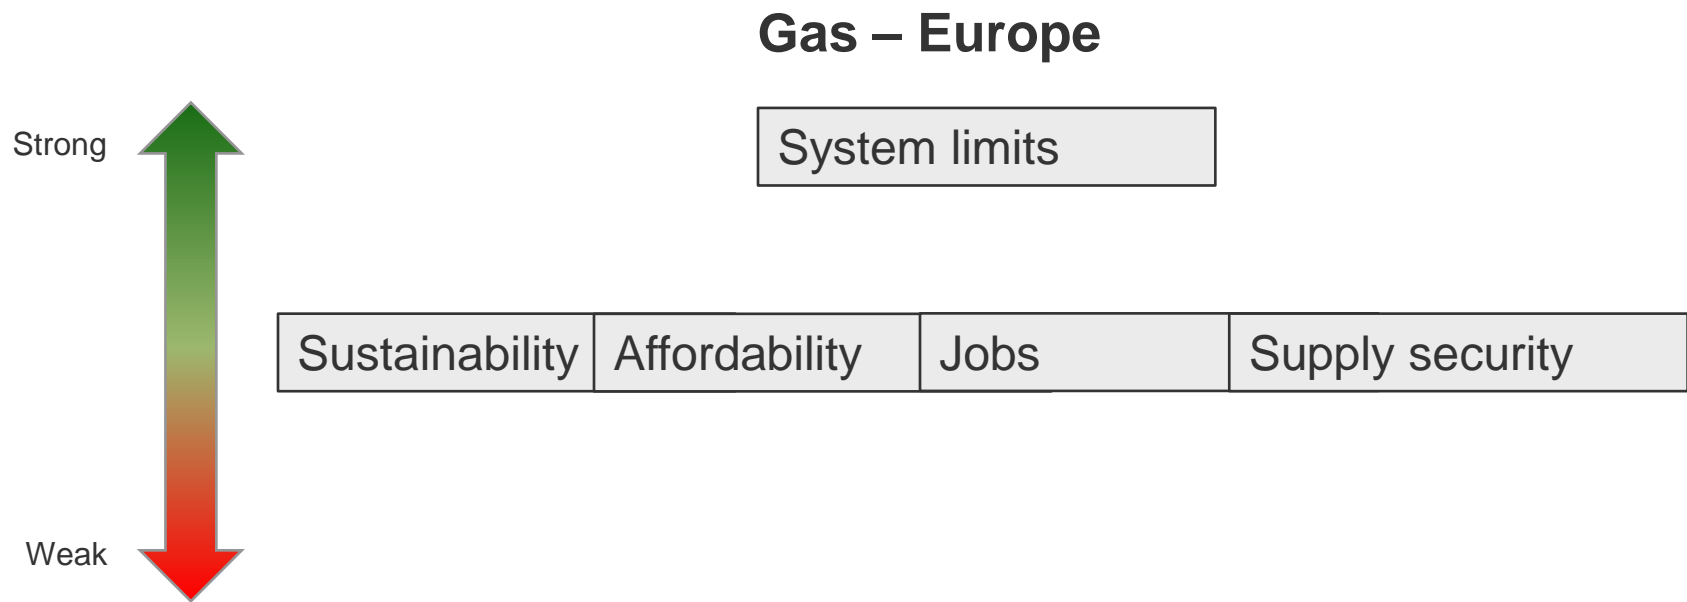 Gas – Europe
Strong
System limits
Sustainability
Affordability
Jobs
Supply security
Weak